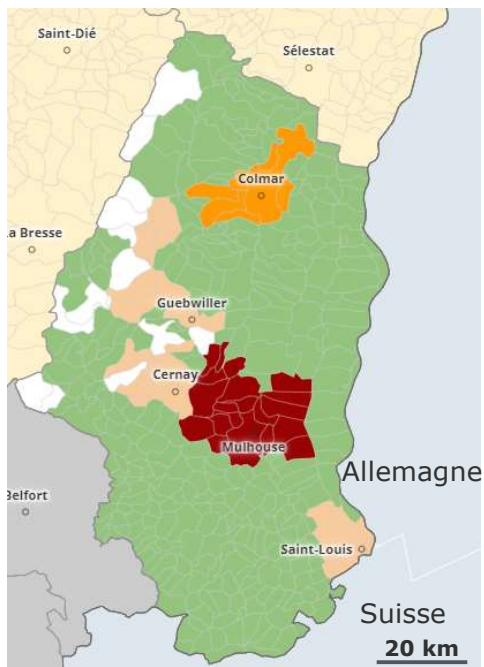 Saint-Dié
Sélestat
Colmar
La Bresse
Guebwiller
Cernay
Mulhouse
Allemagne
Belfort
Saint-Louis
Suisse
20 km